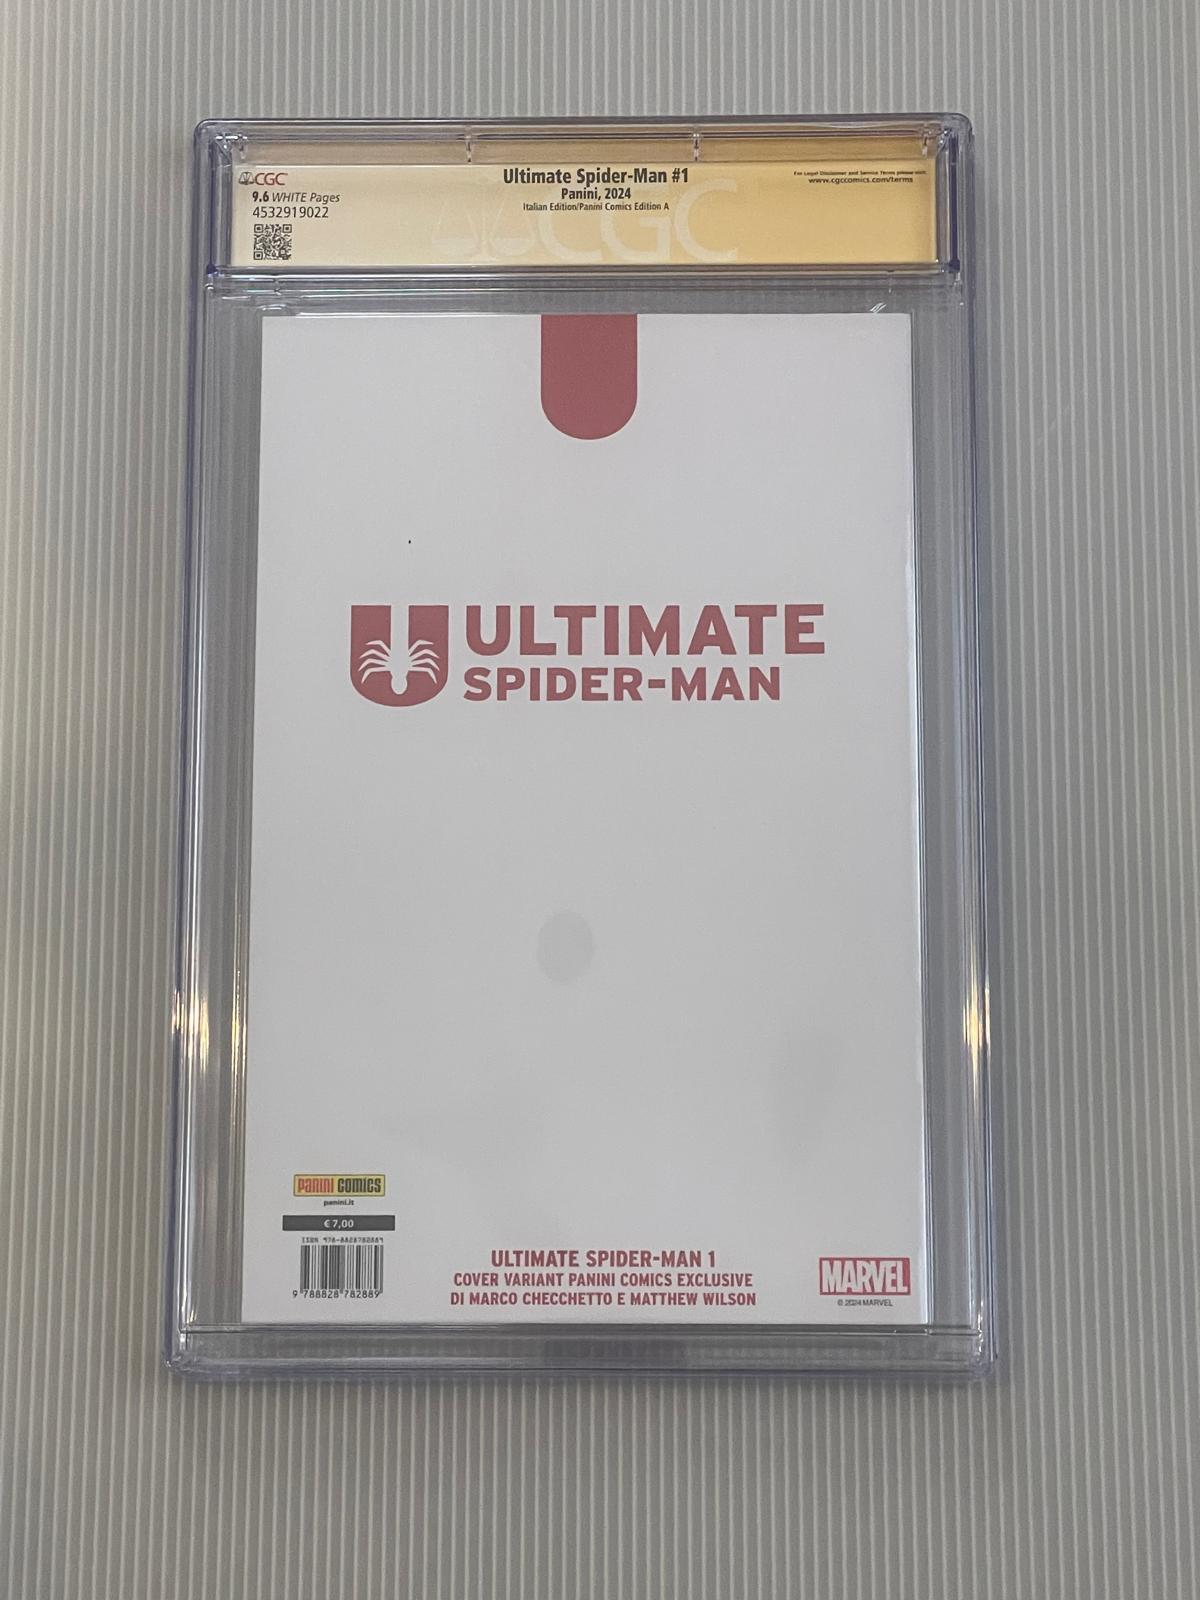 CGC
9.6 WHITE Pages
4532919022
Ultimate Spider-Man #1
Panini, 2024
Italian Edition/Panini Comics Edition A
For Legal Disclaimer and Service Terms please visit:
www.cgccomics.com/terms
CGC
ULTIMATE
SPIDER-MAN
PANINI COMICS
panini.it
€ 7,00
ISBN 978-8828782889
9 788828 782889
ULTIMATE SPIDER-MAN 1
COVER VARIANT PANINI COMICS EXCLUSIVE
DI MARCO CHECCHETTO E MATTHEW WILSON
MARVEL
© 2024 MARVEL